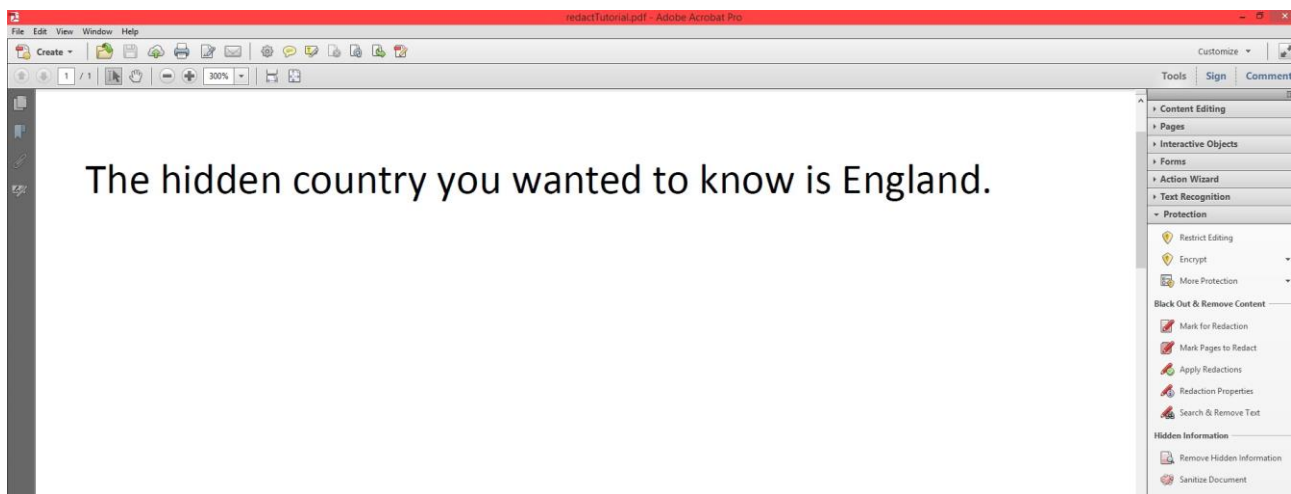 redactTutorial.pdf - Adobe Acrobat Pro
File Edit View Window Help
Create Customize
1 / 1 300% Tools Sign Comment
The hidden country you wanted to know is England.
Content Editing
Pages
Interactive Objects
Forms
Action Wizard
Text Recognition
Protection
Restrict Editing
Encrypt
More Protection
Black Out & Remove Content
Mark for Redaction
Mark Pages to Redact
Apply Redactions
Redaction Properties
Search & Remove Text
Hidden Information
Remove Hidden Information
Sanitize Document